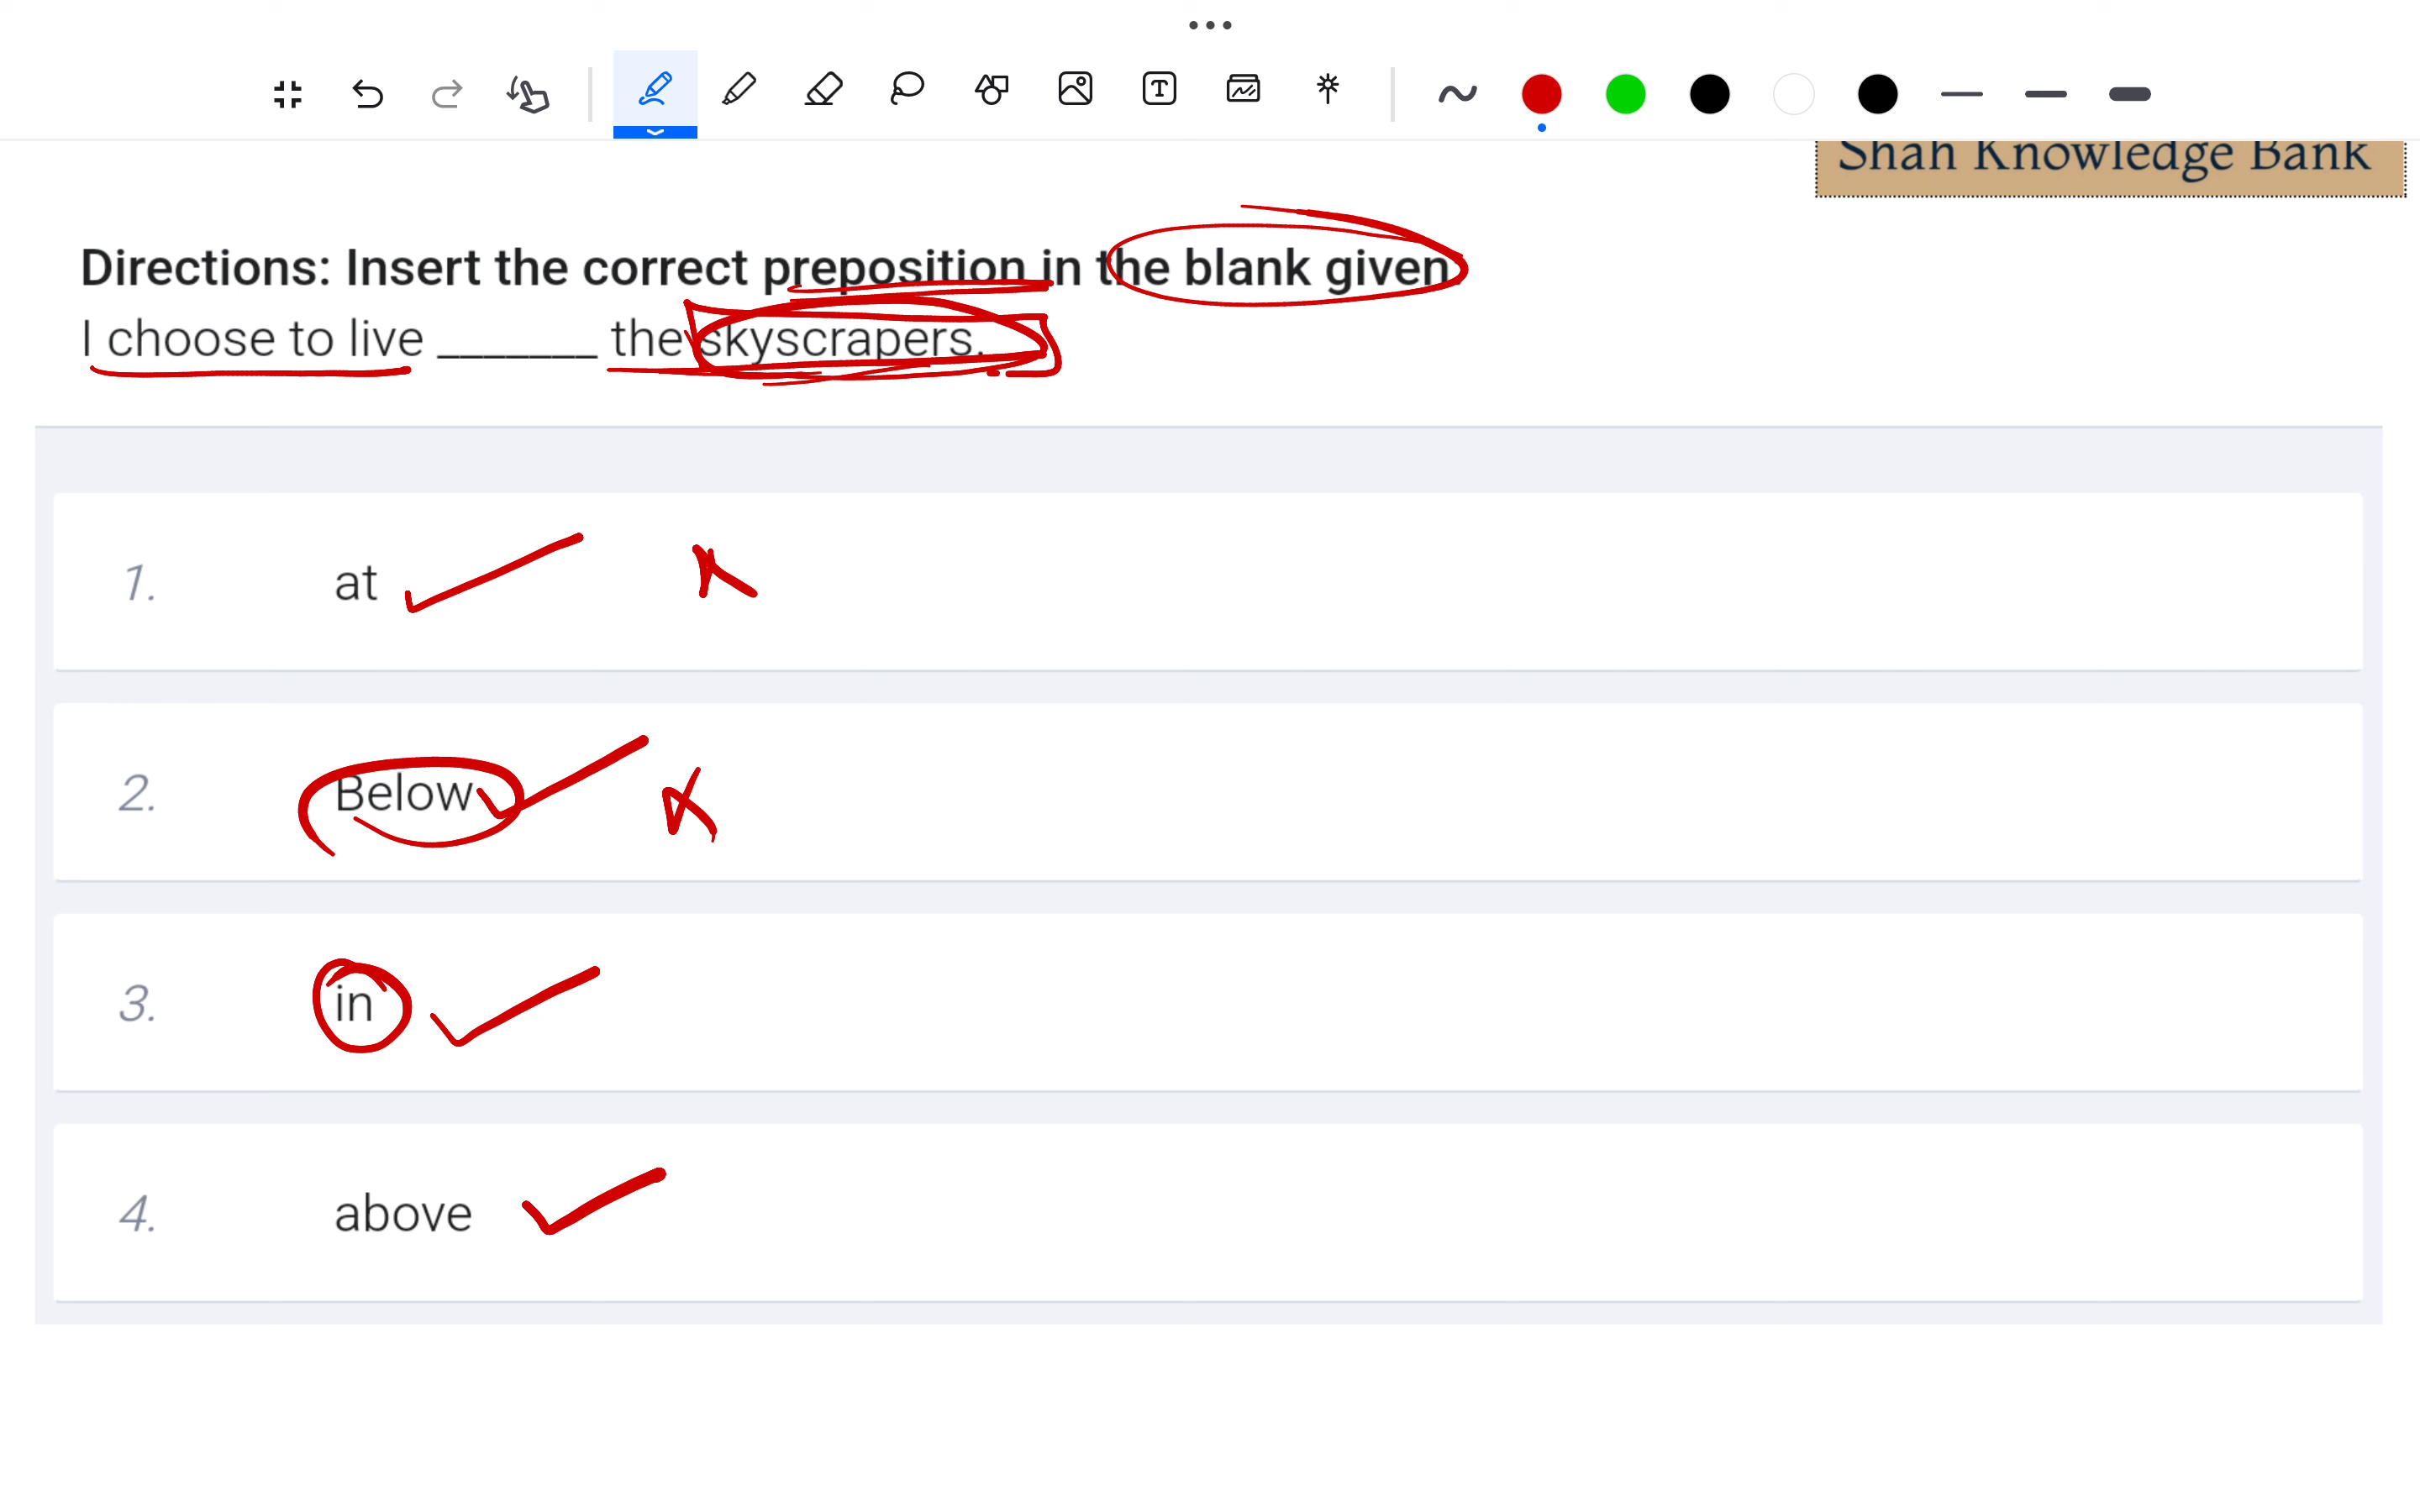 Shah Knowledge Bank
Directions: Insert the correct preposition in the blank given
I choose to live _______ the skyscrapers.
1. at
2. Below
3. in
4. above